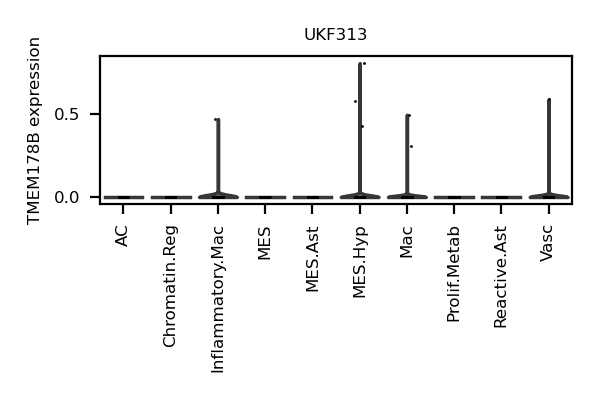 UKF313
TMEM178B expression
0.5
0.0
AC
Chromatin.Reg
Inflammatory.Mac
MES
MES.Ast
MES.Hyp
Mac
Prolif.Metab
Reactive.Ast
Vasc